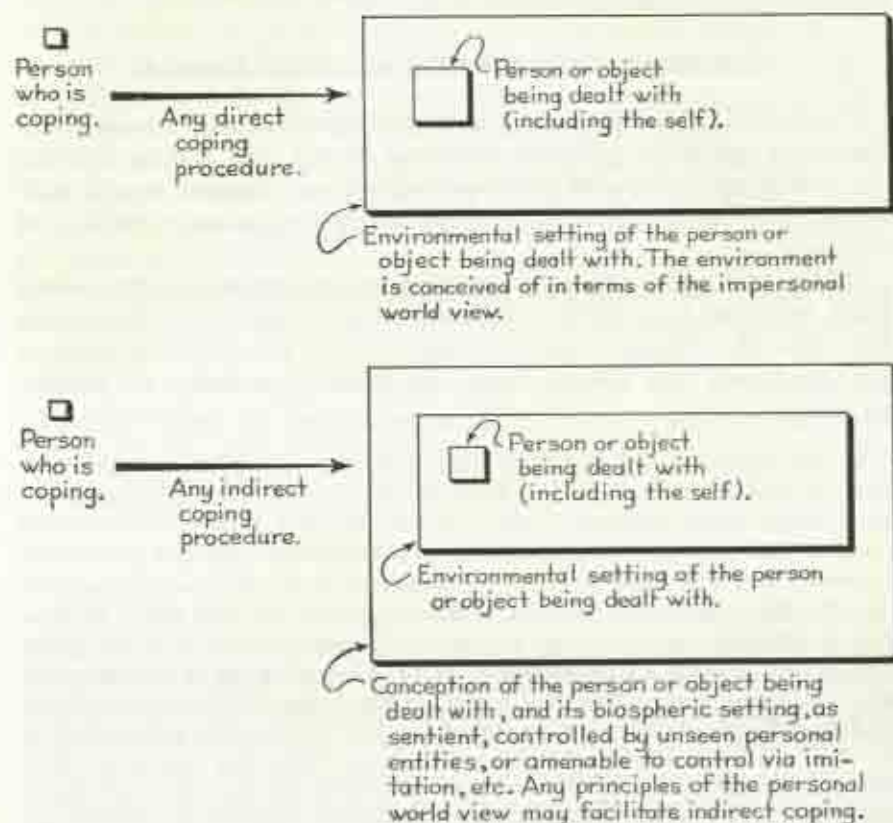 Person
who is
coping.
Any direct
coping
procedure.
Person or object
being dealt with
(including the self).
Environmental setting of the person or
object being dealt with. The environment
is conceived of in terms of the impersonal
world view.
Person
who is
coping.
Any indirect
coping
procedure.
Person or object
being dealt with
(including the self).
Environmental setting of the person
or object being dealt with.
Conception of the person or object being
dealt with, and its biospheric setting, as
sentient, controlled by unseen personal
entities, or amenable to control via imi-
tation, etc. Any principles of the personal
world view may facilitate indirect coping.